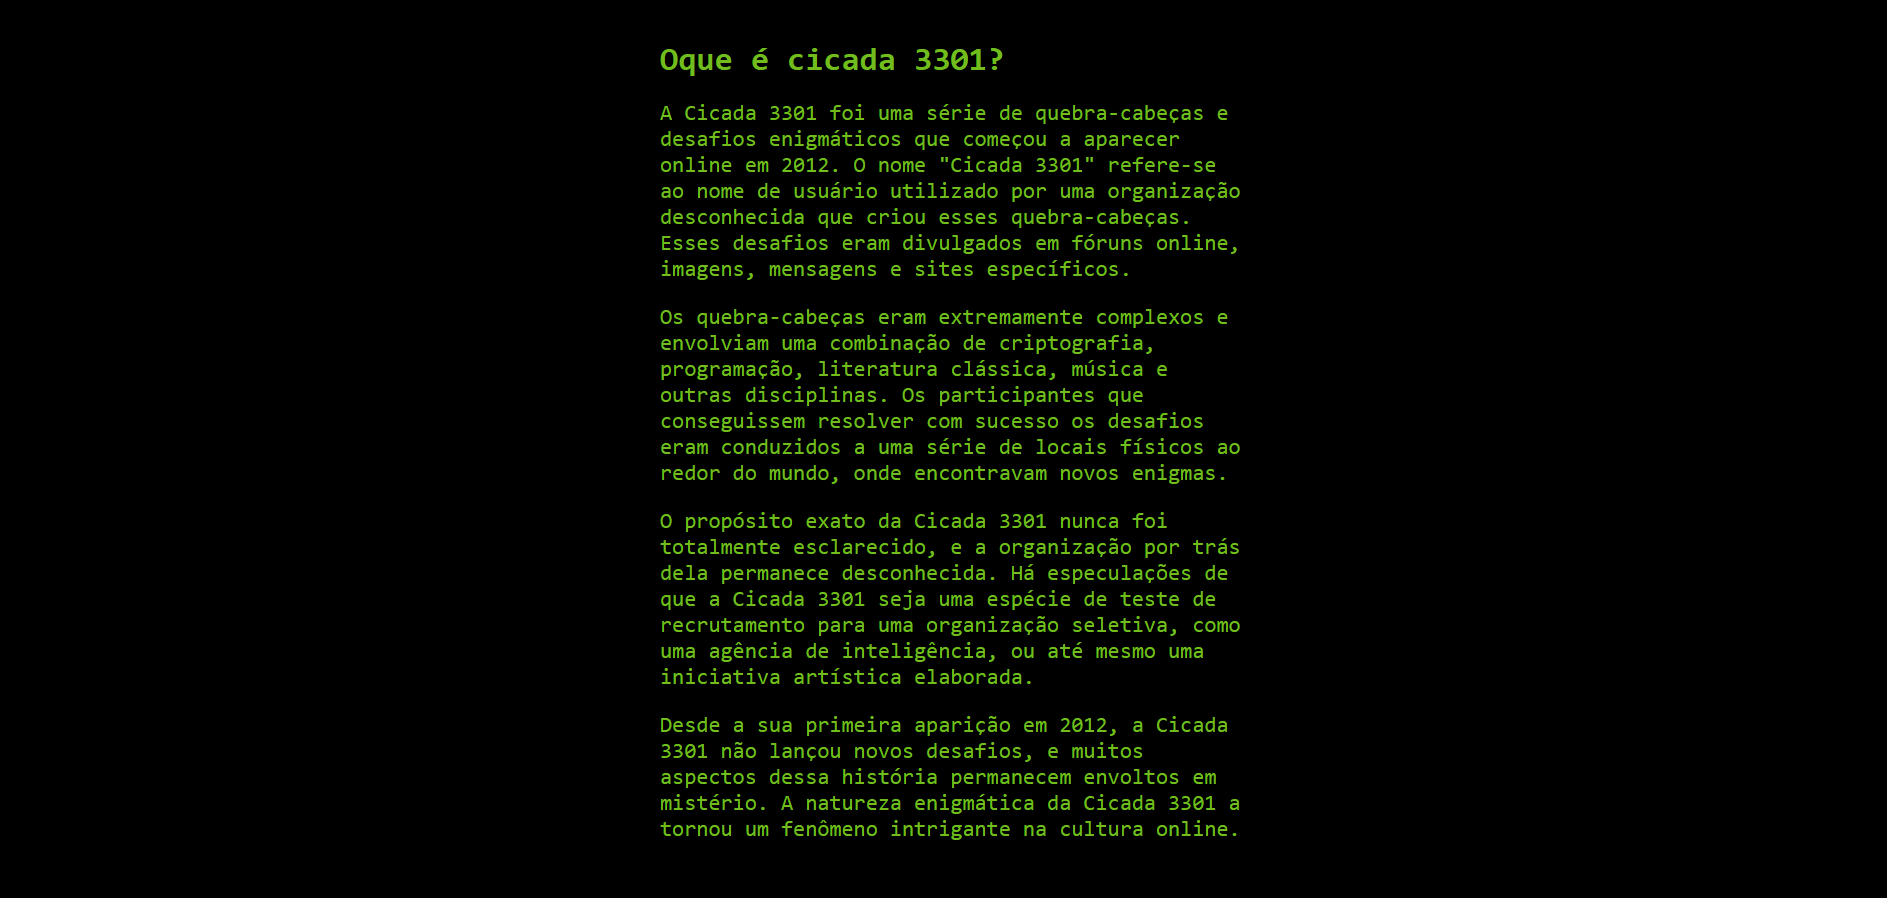 Oque é cicada 3301?
A Cicada 3301 foi uma série de quebra-cabeças e
desafios enigmáticos que começou a aparecer
online em 2012. O nome "Cicada 3301" refere-se
ao nome de usuário utilizado por uma organização
desconhecida que criou esses quebra-cabeças.
Esses desafios eram divulgados em fóruns online,
imagens, mensagens e sites específicos.
Os quebra-cabeças eram extremamente complexos e
envolviam uma combinação de criptografia,
programação, literatura clássica, música e
outras disciplinas. Os participantes que
conseguissem resolver com sucesso os desafios
eram conduzidos a uma série de locais físicos ao
redor do mundo, onde encontravam novos enigmas.
O propósito exato da Cicada 3301 nunca foi
totalmente esclarecido, e a organização por trás
dela permanece desconhecida. Há especulações de
que a Cicada 3301 seja uma espécie de teste de
recrutamento para uma organização seletiva, como
uma agência de inteligência, ou até mesmo uma
iniciativa artística elaborada.
Desde a sua primeira aparição em 2012, a Cicada
3301 não lançou novos desafios, e muitos
aspectos dessa história permanecem envoltos em
mistério. A natureza enigmática da Cicada 3301 a
tornou um fenômeno intrigante na cultura online.